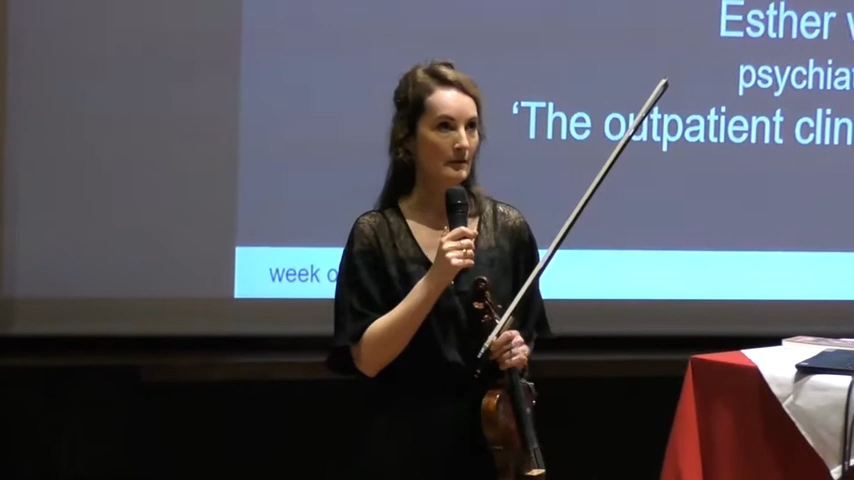 Esther
psychiat
'The outpatient clin
week o